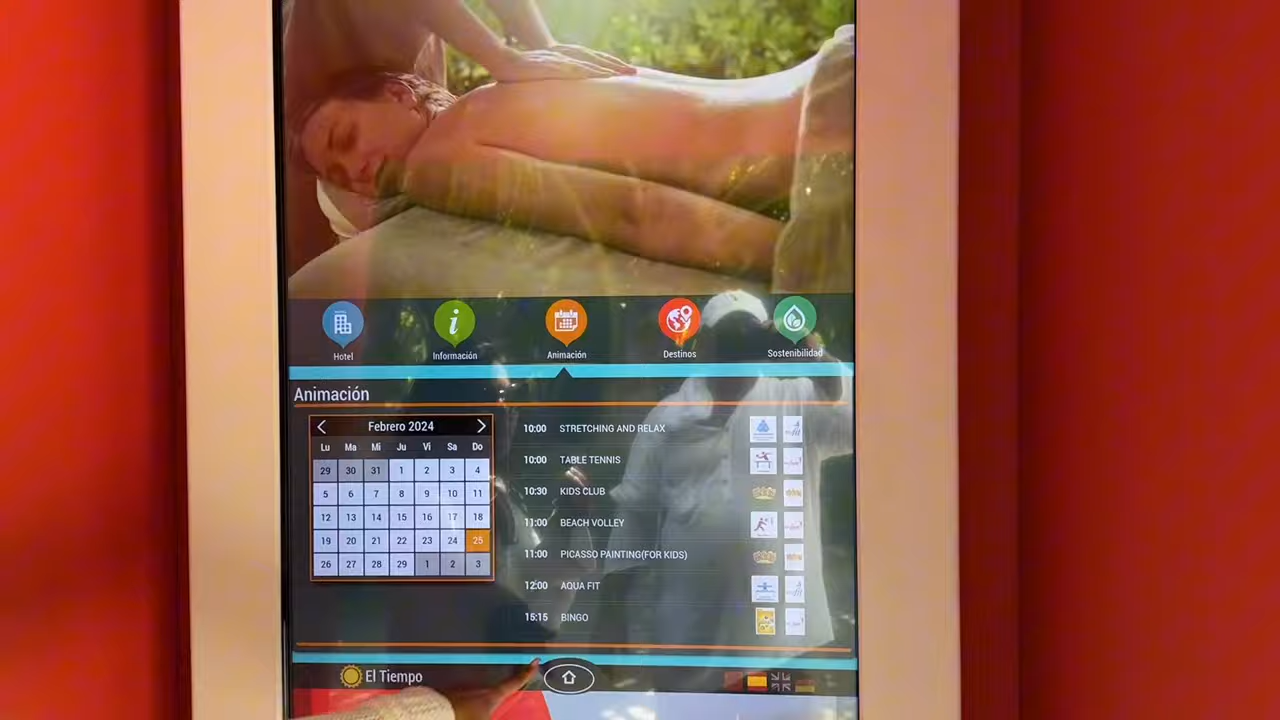 Hotel
Información
Animación
Destinos
Sostenibilidad
Animación
Febrero 2024
Lu Ma Mi Ju Vi Sa Do
29 30 31 1 2 3 4
5 6 7 8 9 10 11
12 13 14 15 16 17 18
19 20 21 22 23 24 25
26 27 28 29 1 2 3
10:00 STRETCHING AND RELAX
10:00 TABLE TENNIS
10:30 KIDS CLUB
11:00 BEACH VOLLEY
11:00 PICASSO PAINTING(FOR KIDS)
12:00 AQUA FIT
15:15 BINGO
El Tiempo